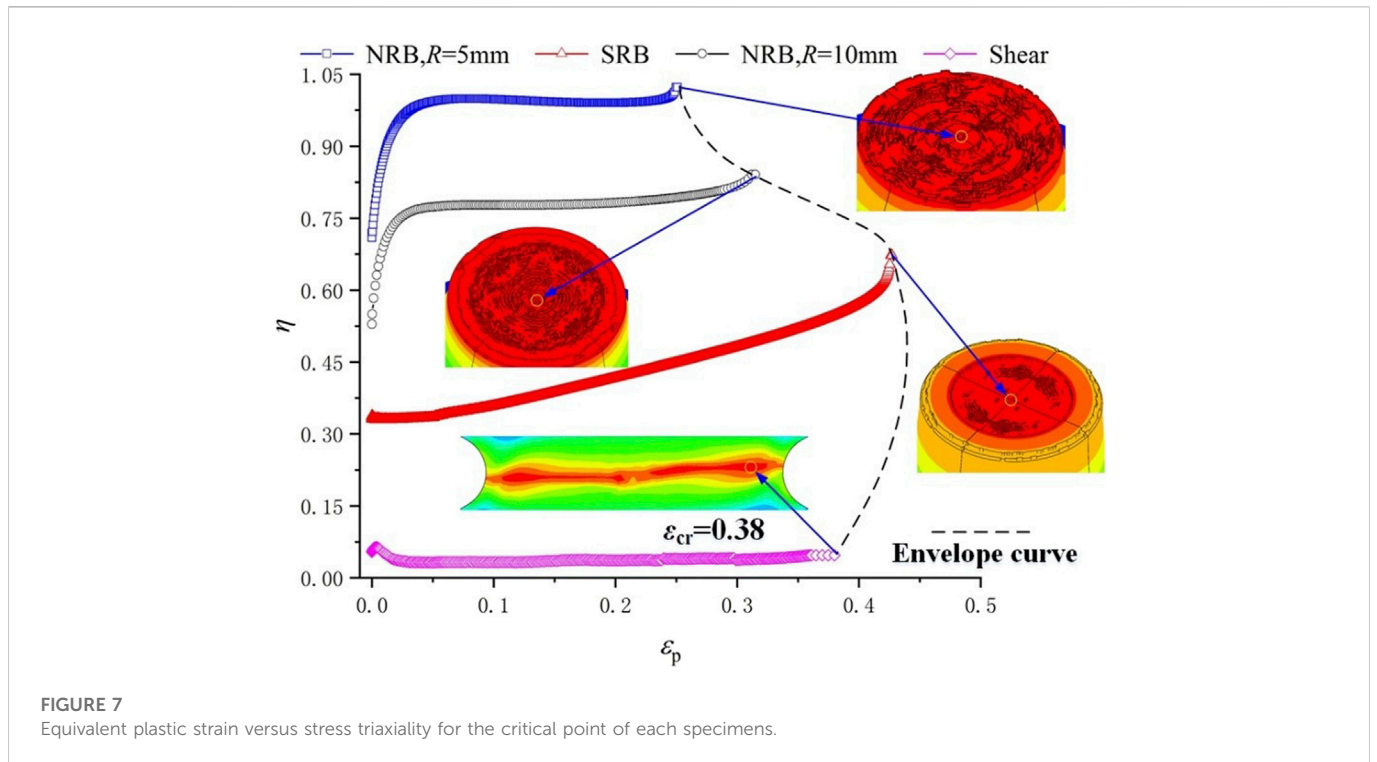 NRB,R=5mm SRB NRB,R=10mm Shear
1.05
0.90
0.75
0.60
0.45
0.30
0.15
0.00
η
εcr=0.38
Envelope curve
0.0 0.1 0.2 0.3 0.4 0.5
εp
FIGURE 7
Equivalent plastic strain versus stress triaxiality for the critical point of each specimens.